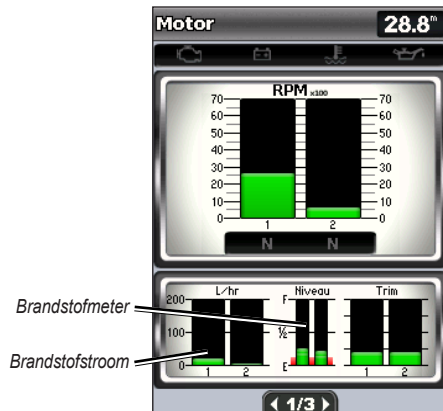 Motor 28.8m
RPM x100
70 70
60 60
50 50
40 40
30 30
20 20
10 10
0 0
1 2
N N
L/hr Niveau Trim
200 F
Brandstofmeter
100 ½
Brandstofstroom
0 E
1 2 1 2
1/3